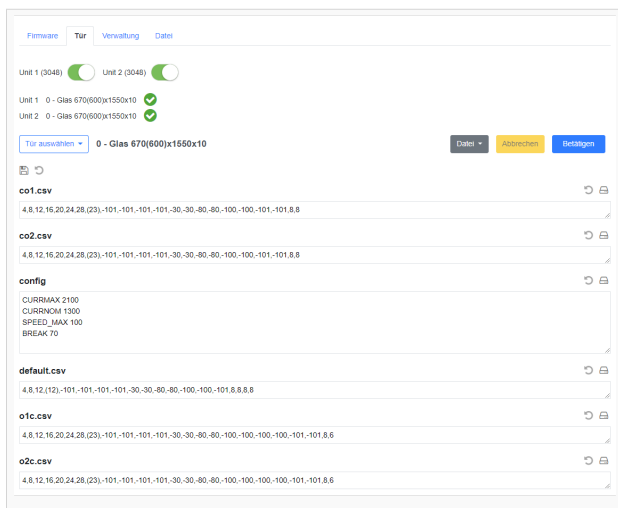 Firmware Tür Verwaltung Datei
Unit 1 (3048) Unit 2 (3048)
Unit 1 0 - Glas 670(600)x1550x10
Unit 2 0 - Glas 670(600)x1550x10
Tür auswählen 0 - Glas 670(600)x1550x10 Datei Abbrechen Betätigen
co1.csv
4,8,12,16,20,24,28,(23),-101,-101,-101,-101,-30,-30,-80,-80,-100,-100,-101,-101,8,8
co2.csv
4,8,12,16,20,24,28,(23),-101,-101,-101,-101,-30,-30,-80,-80,-100,-100,-101,-101,8,8
config
CURRMAX 2100
CURRNOM 1300
SPEED_MAX 100
BREAK 70
default.csv
4,8,12,(12),-101,-101,-101,-101,-30,-30,-80,-80,-100,-100,-101,8,8,8,8
o1c.csv
4,8,12,16,20,24,28,(23),-101,-101,-101,-101,-30,-30,-80,-80,-100,-100,-100,-100,-101,-101,8,6
o2c.csv
4,8,12,16,20,24,28,(23),-101,-101,-101,-101,-30,-30,-80,-80,-100,-100,-100,-100,-101,-101,8,6